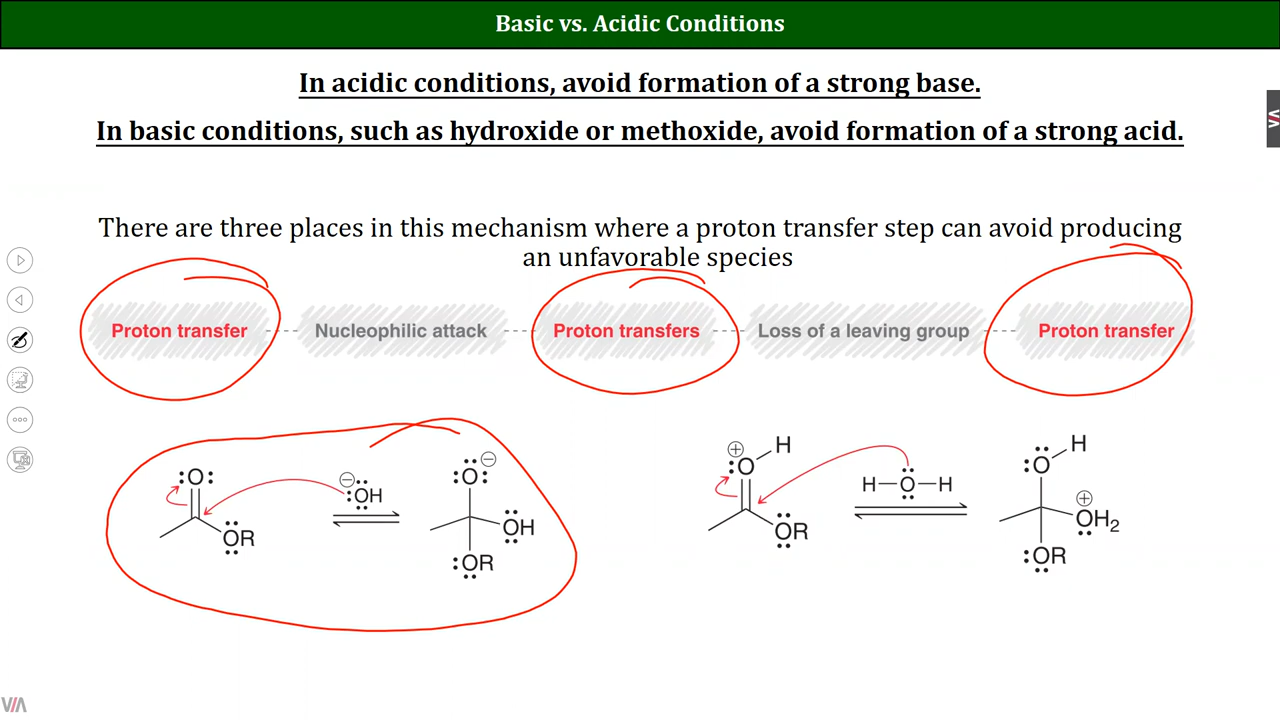 Basic vs. Acidic Conditions
In acidic conditions, avoid formation of a strong base.
In basic conditions, such as hydroxide or methoxide, avoid formation of a strong acid.
There are three places in this mechanism where a proton transfer step can avoid producing
an unfavorable species
Proton transfer --- Nucleophilic attack --- Proton transfers --- Loss of a leaving group --- Proton transfer
:O: OR ⊖ :OH :O: ⊖ OH :OR
⊕ H :O OR H–O–H :O H ⊕ OH₂ :OR
VIA
VIA